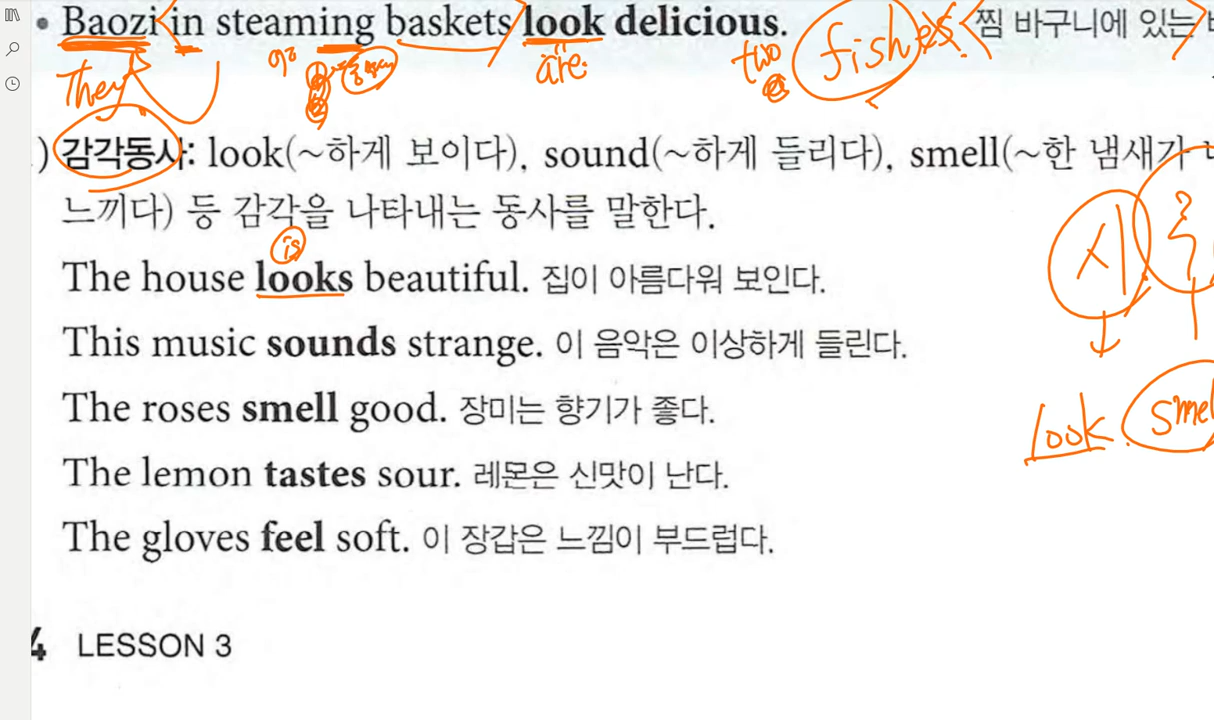 • Baozi in steaming baskets look delicious. 찜 바구니에 있는
They are. two fishes.
) 감각동사: look(~하게 보이다), sound(~하게 들리다), smell(~한 냄새가
느끼다) 등 감각을 나타내는 동사를 말한다.
is
The house looks beautiful. 집이 아름다워 보인다.
시
This music sounds strange. 이 음악은 이상하게 들린다.
The roses smell good. 장미는 향기가 좋다.
look smel
The lemon tastes sour. 레몬은 신맛이 난다.
The gloves feel soft. 이 장갑은 느낌이 부드럽다.
4 LESSON 3